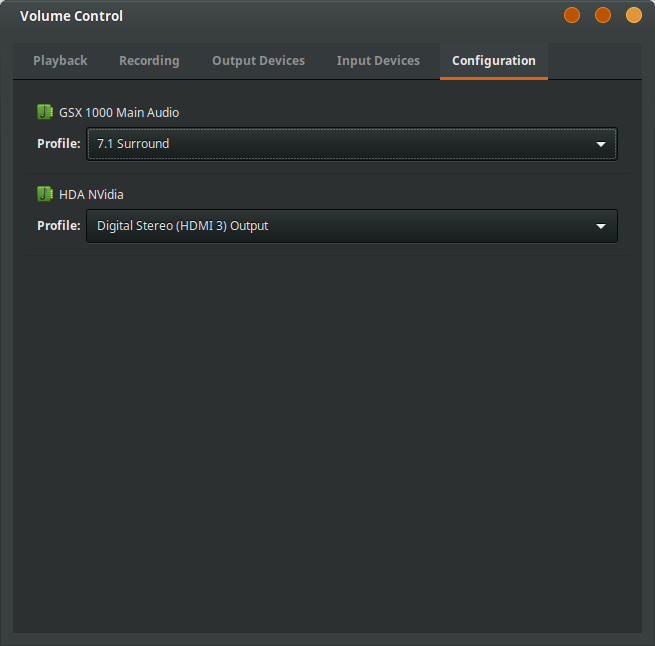 Volume Control
Playback Recording Output Devices Input Devices Configuration
GSX 1000 Main Audio
Profile: 7.1 Surround
HDA NVidia
Profile: Digital Stereo (HDMI 3) Output